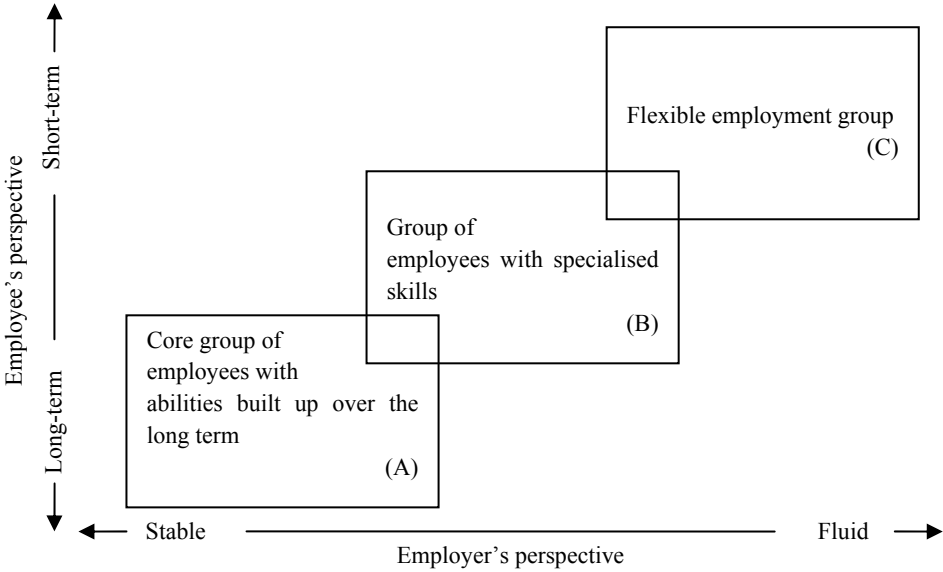 Employee’s perspective
Short-term
Long-term
Flexible employment group
(C)
Group of
employees with specialised
skills
(B)
Core group of
employees with
abilities built up over the
long term
(A)
Stable
Fluid
Employer’s perspective